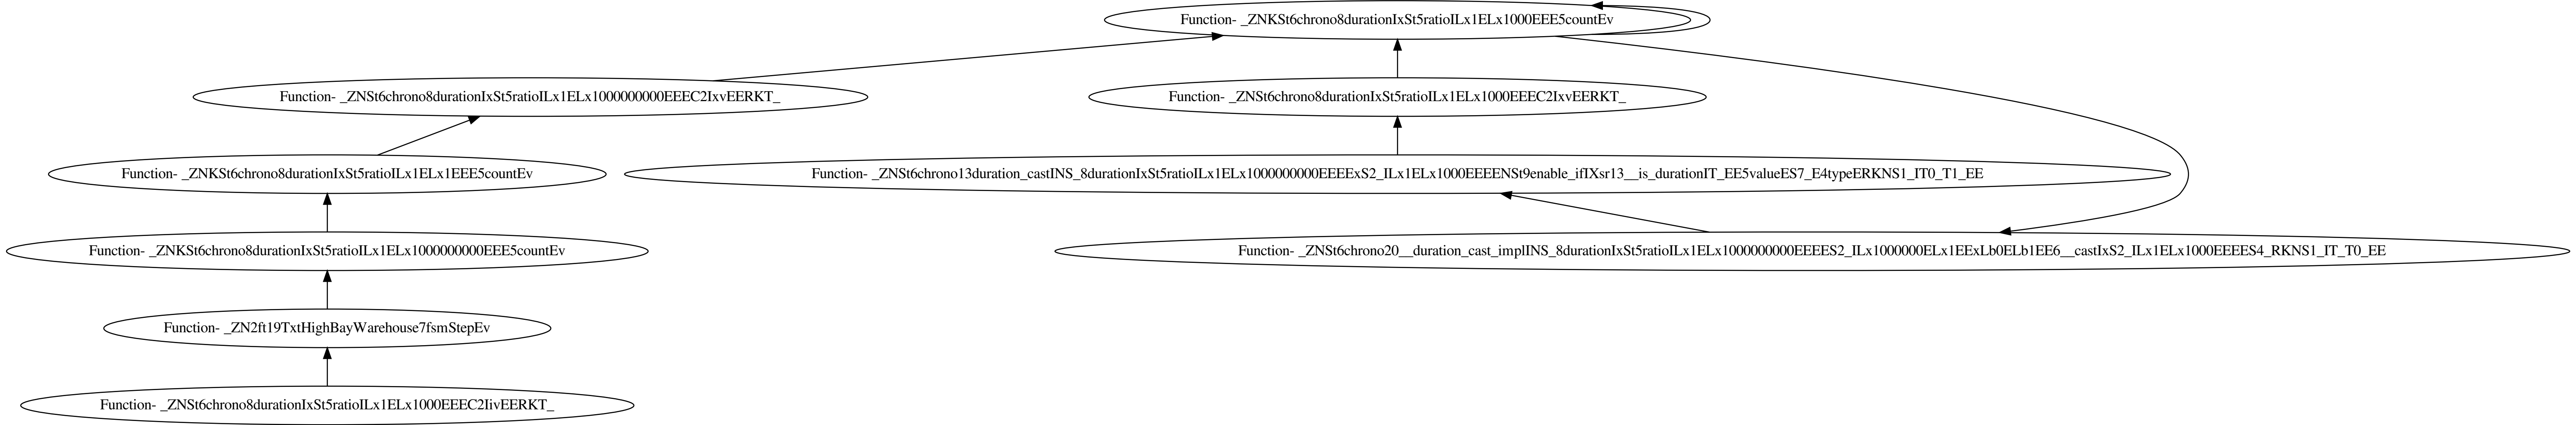 Function- _ZNKSt6chrono8durationIxSt5ratioILx1ELx1000EEE5countEv
Function- _ZNSt6chrono8durationIxSt5ratioILx1ELx1000000000EEEC2IxvEERKT_
Function- _ZNSt6chrono8durationIxSt5ratioILx1ELx1000EEEC2IxvEERKT_
Function- _ZNKSt6chrono8durationIxSt5ratioILx1ELx1EEE5countEv
Function- _ZNSt6chrono13duration_castINS_8durationIxSt5ratioILx1ELx1000000000EEEExS2_ILx1ELx1000EEEENSt9enable_ifIXsr13__is_durationIT_EE5valueES7_E4typeERKNS1_IT0_T1_EE
Function- _ZNKSt6chrono8durationIxSt5ratioILx1ELx1000000000EEE5countEv
Function- _ZNSt6chrono20__duration_cast_implINS_8durationIxSt5ratioILx1ELx1000000000EEEES2_ILx1000000ELx1EExLb0ELb1EE6__castIxS2_ILx1ELx1000EEEES4_RKNS1_IT_T0_EE
Function- _ZN2ft19TxtHighBayWarehouse7fsmStepEv
Function- _ZNSt6chrono8durationIxSt5ratioILx1ELx1000EEEC2IivEERKT_